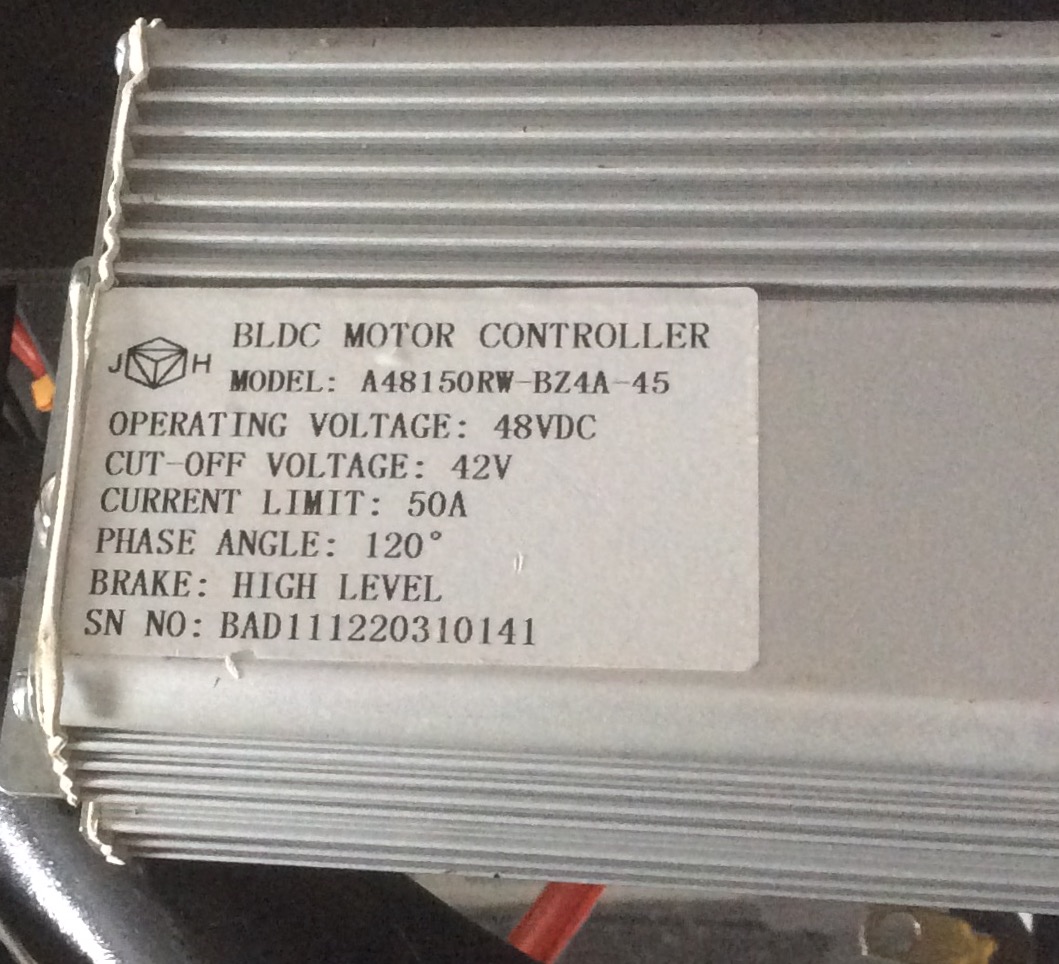 BLDC MOTOR CONTROLLER
J H
MODEL: A48150RW-BZ4A-45
OPERATING VOLTAGE: 48VDC
CUT-OFF VOLTAGE: 42V
CURRENT LIMIT: 50A
PHASE ANGLE: 120°
BRAKE: HIGH LEVEL
SN NO: BAD111220310141